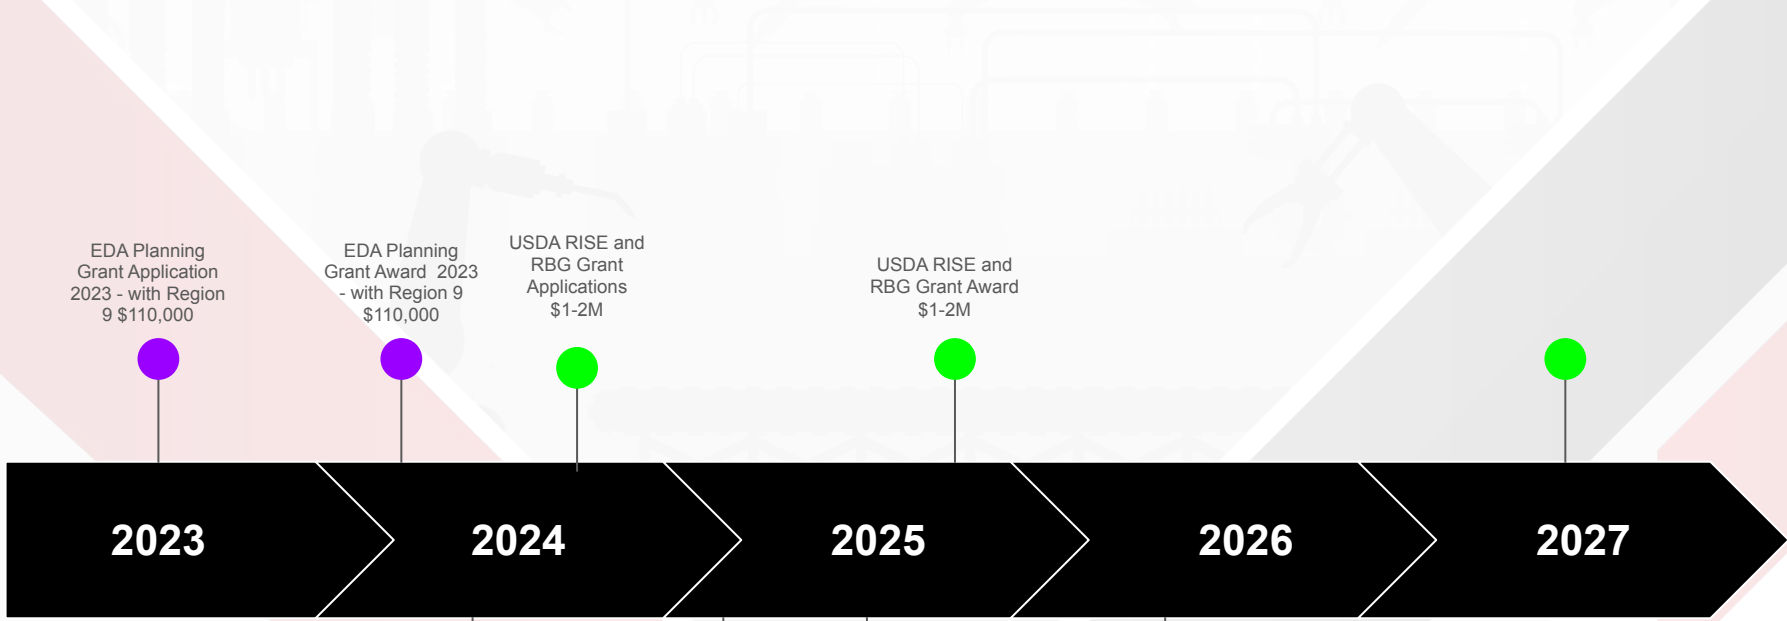 EDA Planning
Grant Application
2023 - with Region
9 $110,000
EDA Planning
Grant Award  2023
- with Region 9
$110,000
USDA RISE and
RBG Grant
Applications
$1-2M
USDA RISE and
RBG Grant Award
$1-2M
2023
2024
2025
2026
2027